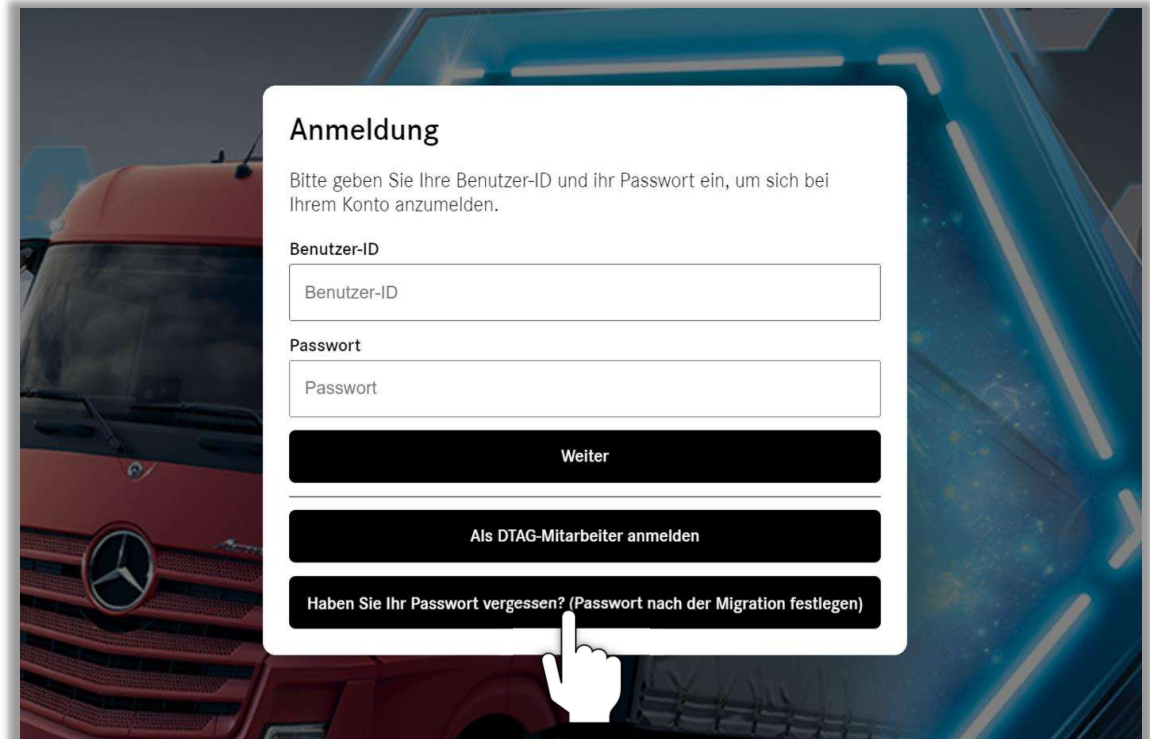 Anmeldung
Bitte geben Sie Ihre Benutzer-ID und ihr Passwort ein, um sich bei
Ihrem Konto anzumelden.
Benutzer-ID
Benutzer-ID
Passwort
Passwort
Weiter
Als DTAG-Mitarbeiter anmelden
Haben Sie Ihr Passwort vergessen? (Passwort nach der Migration festlegen)